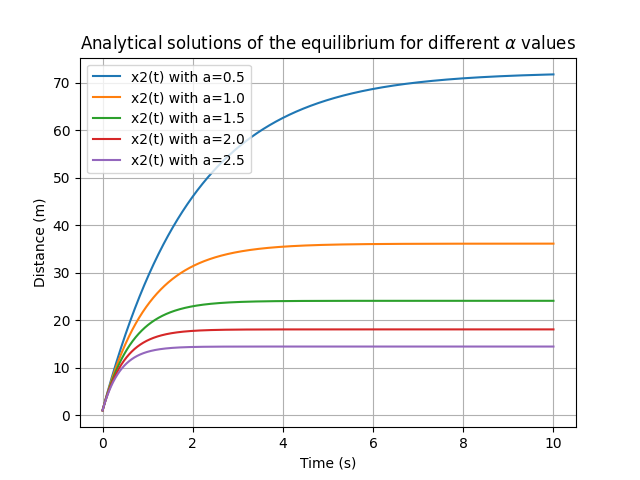 Analytical solutions of the equilibrium for different α values
x2(t) with a=0.5
x2(t) with a=1.0
x2(t) with a=1.5
x2(t) with a=2.0
x2(t) with a=2.5
Distance (m)
70
60
50
40
30
20
10
0
0 2 4 6 8 10
Time (s)